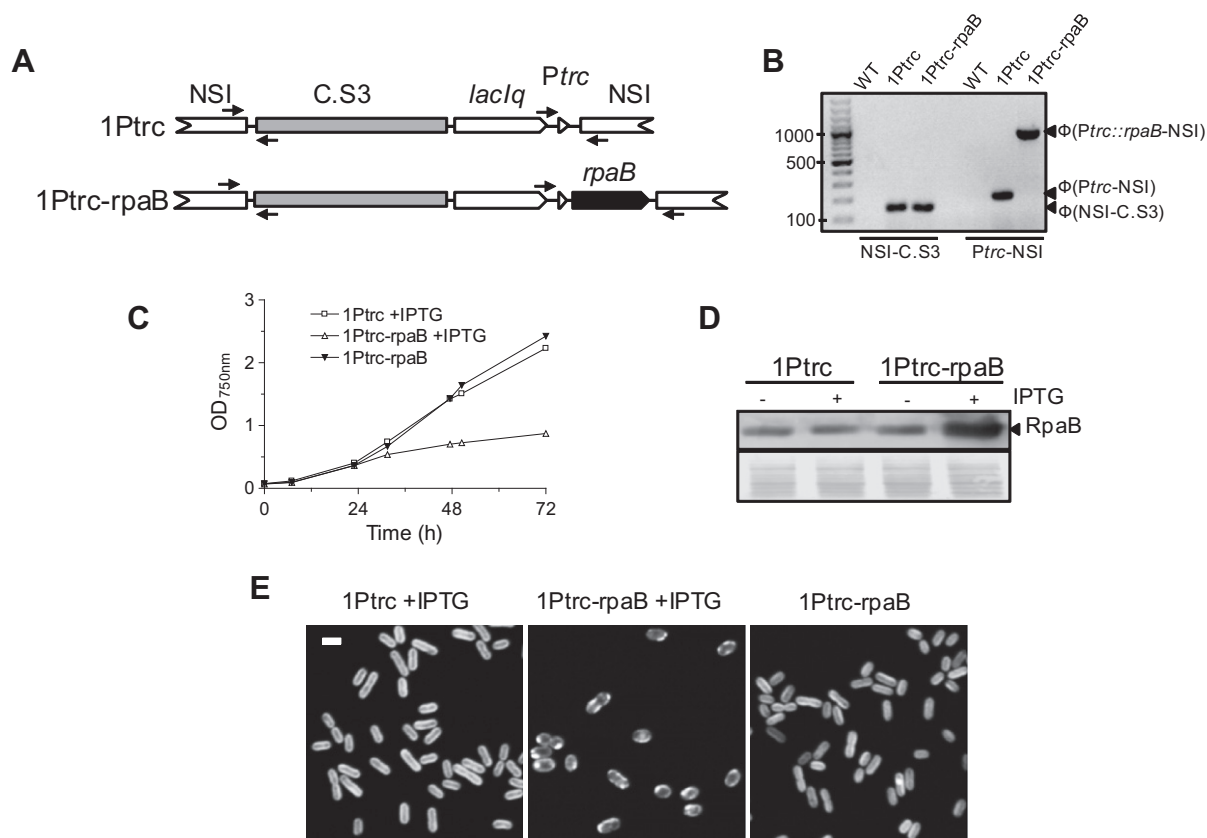 A
NSI C.S3 lacIq Ptrc NSI
1Ptrc
rpaB
1Ptrc-rpaB
B
WT 1Ptrc 1Ptrc-rpaB WT 1Ptrc 1Ptrc-rpaB
1000
500
100
Φ(Ptrc::rpaB-NSI)
Φ(Ptrc-NSI)
Φ(NSI-C.S3)
NSI-C.S3 Ptrc-NSI
C
3
2
1
0
OD750nm
1Ptrc +IPTG
1Ptrc-rpaB +IPTG
1Ptrc-rpaB
0 24 48 72
Time (h)
D
1Ptrc 1Ptrc-rpaB
- + - + IPTG
RpaB
E
1Ptrc +IPTG 1Ptrc-rpaB +IPTG 1Ptrc-rpaB